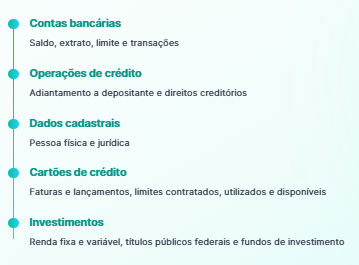 Contas bancárias
Saldo, extrato, limite e transações
Operações de crédito
Adiantamento a depositante e direitos creditórios
Dados cadastrais
Pessoa física e jurídica
Cartões de crédito
Faturas e lançamentos, limites contratados, utilizados e disponíveis
Investimentos
Renda fixa e variável, títulos públicos federais e fundos de investimento